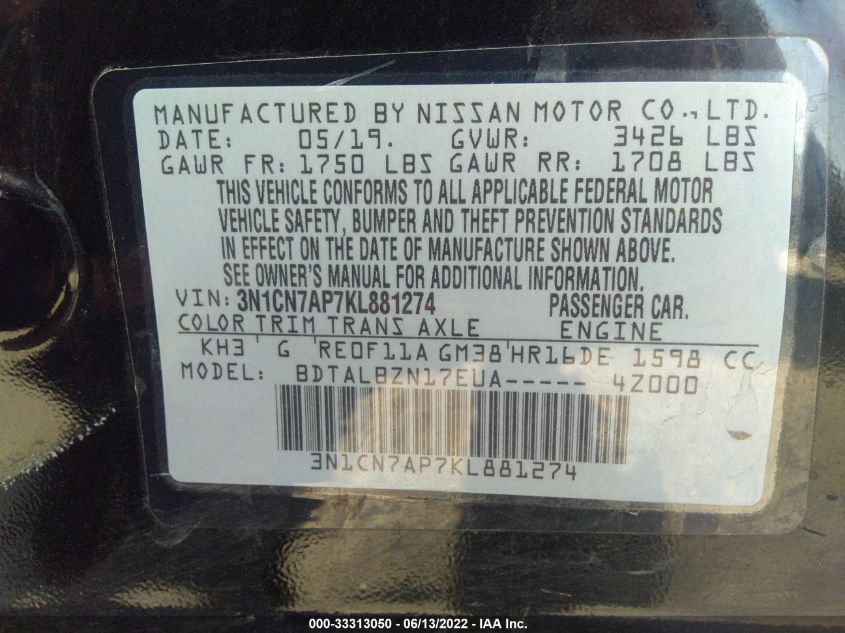 MANUFACTURED BY NISSAN MOTOR CO.,LTD.
DATE: 05/19. GVWR: 3426 LBS
GAWR FR: 1750 LBS GAWR RR: 1708 LBS
THIS VEHICLE CONFORMS TO ALL APPLICABLE FEDERAL MOTOR
VEHICLE SAFETY, BUMPER AND THEFT PREVENTION STANDARDS
IN EFFECT ON THE DATE OF MANUFACTURE SHOWN ABOVE.
SEE OWNER'S MANUAL FOR ADDITIONAL INFORMATION.
VIN: 3N1CN7AP7KL881274 PASSENGER CAR.
COLOR TRIM TRANS AXLE ENGINE
KH3 G RE0F11A GM38 HR16DE 1598 CC
MODEL: BDTALBZN17EUA----- 4Z000
3N1CN7AP7KL881274
000-33313050 - 06/13/2022 - IAA Inc.